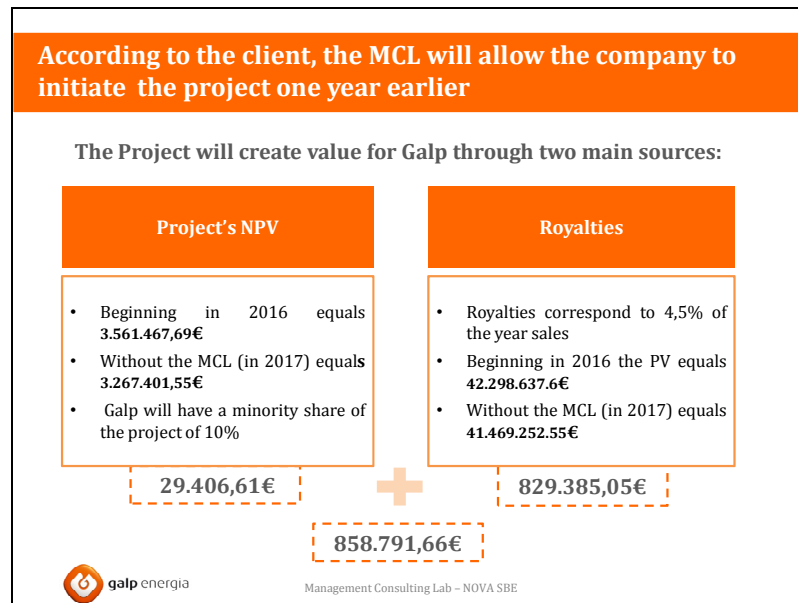 According to the client, the MCL will allow the company to
initiate the project one year earlier
The Project will create value for Galp through two main sources:
Project's NPV
• Beginning in 2016 equals
3.561.467,69€
• Without the MCL (in 2017) equals
3.267.401,55€
• Galp will have a minority share of
the project of 10%
29.406,61€
Royalties
• Royalties correspond to 4,5% of
the year sales
• Beginning in 2016 the PV equals
42.298.637.6€
• Without the MCL (in 2017) equals
41.469.252.55€
829.385,05€
858.791,66€
galp energia
Management Consulting Lab – NOVA SBE